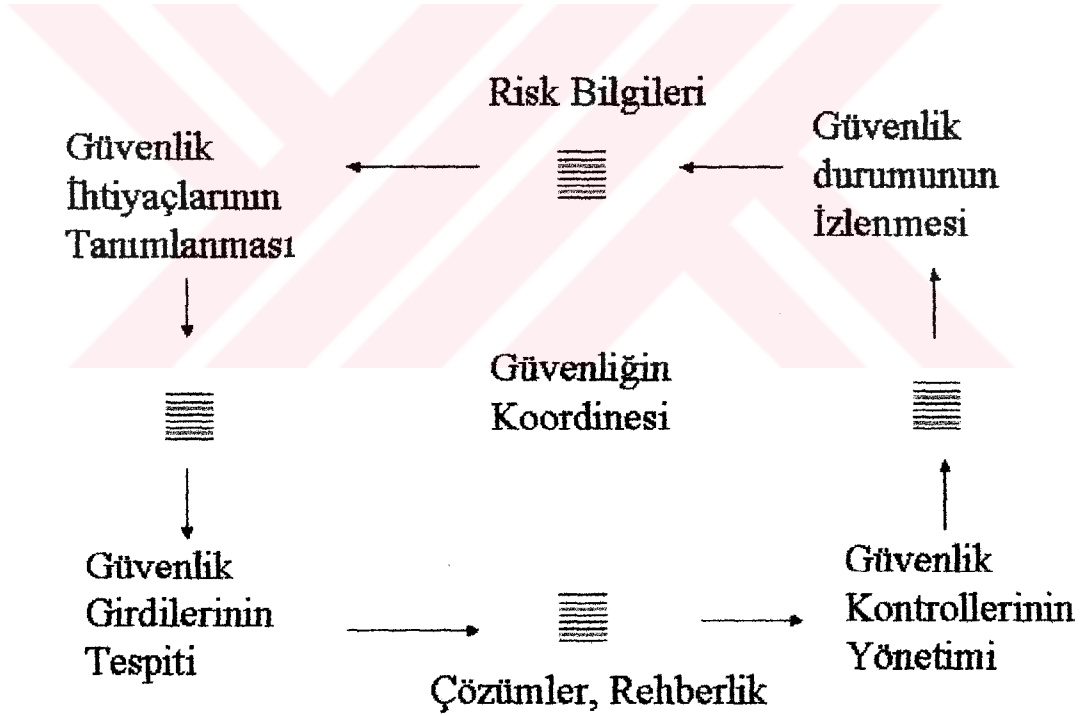 Risk Bilgileri
Güvenlik
İhtiyaçlarının
Tanımlanması
Güvenlik
durumunun
İzlenmesi
Güvenliğin
Koordinesi
Güvenlik
Girdilerinin
Tespiti
Çözümler, Rehberlik
Güvenlik
Kontrollerinin
Yönetimi